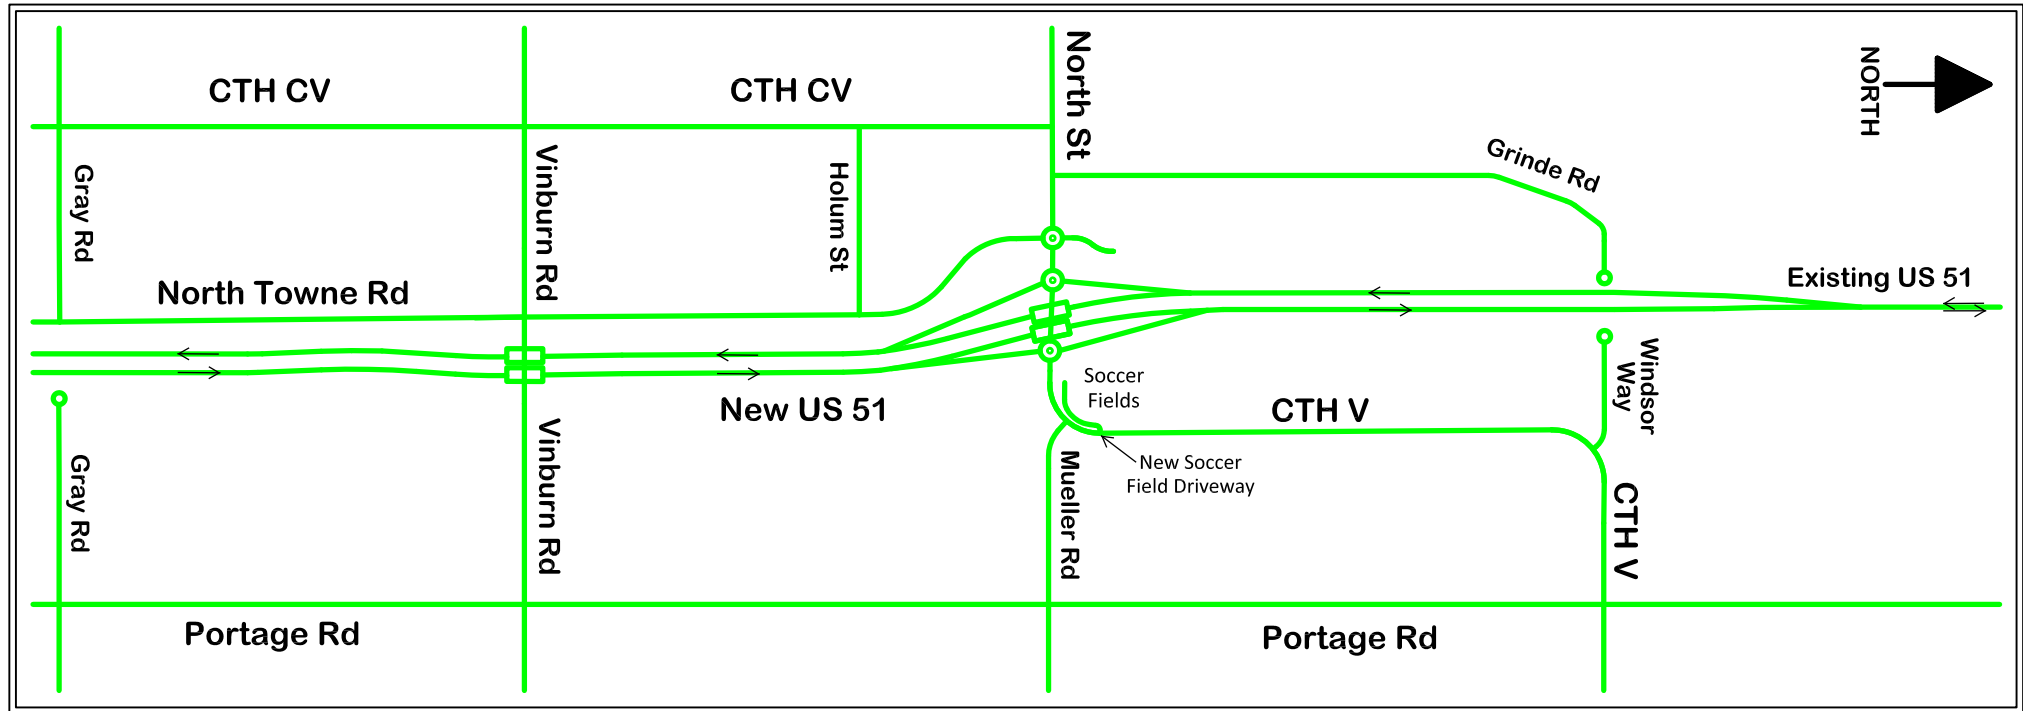 CTH CV
CTH CV
North St
NORTH
Gray Rd
Vinburn Rd
Holum St
Grinde Rd
North Towne Rd
Existing US 51
Windsor
Way
Soccer
Fields
New US 51
CTH V
New Soccer
Field Driveway
Gray Rd
Vinburn Rd
Mueller Rd
CTH V
Portage Rd
Portage Rd